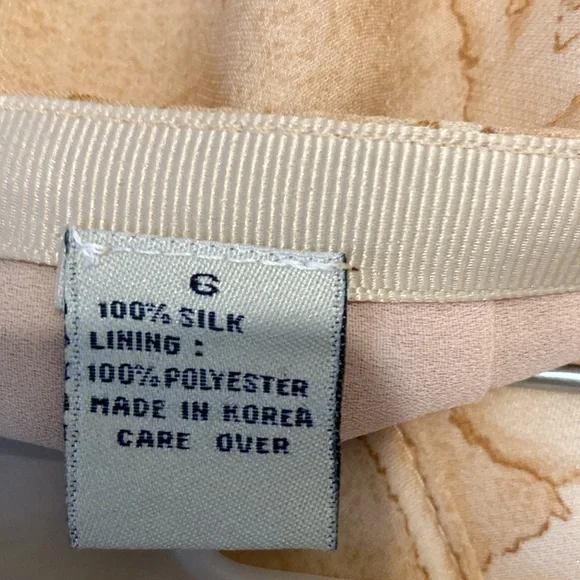 6
100% SILK
LINING :
100% POLYESTER
MADE IN KOREA
CARE OVER